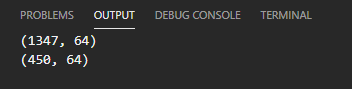 PROBLEMS OUTPUT DEBUG CONSOLE TERMINAL
(1347, 64)
(450, 64)